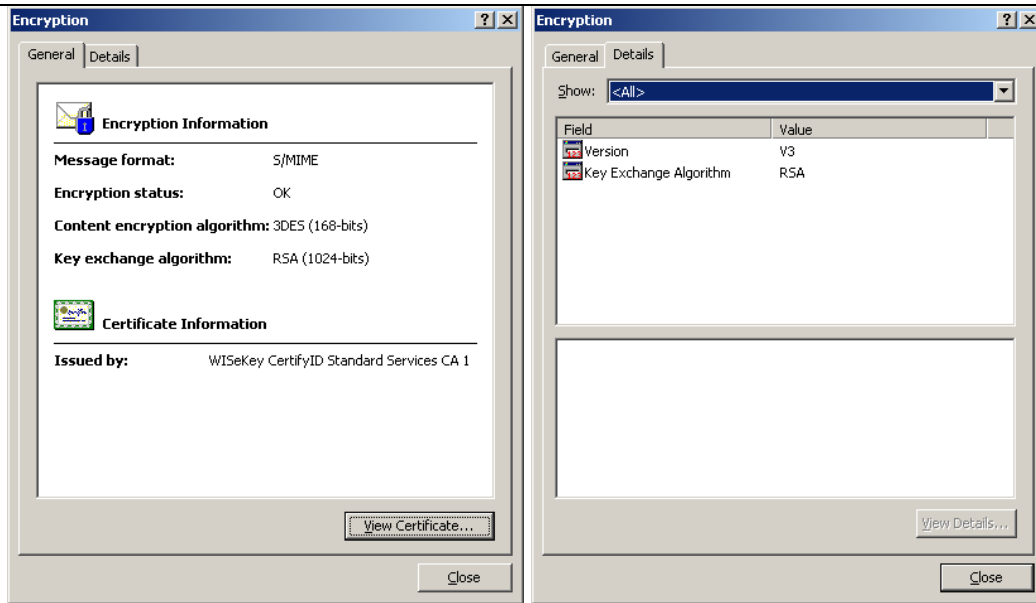 Encryption
General Details
Encryption Information
Message format: S/MIME
Encryption status: OK
Content encryption algorithm: 3DES (168-bits)
Key exchange algorithm: RSA (1024-bits)
Certificate Information
Issued by: WISeKey CertifyID Standard Services CA 1
View Certificate...
Close
Encryption
General Details
Show: <All>
Field Value
Version V3
Key Exchange Algorithm RSA
View Details...
Close